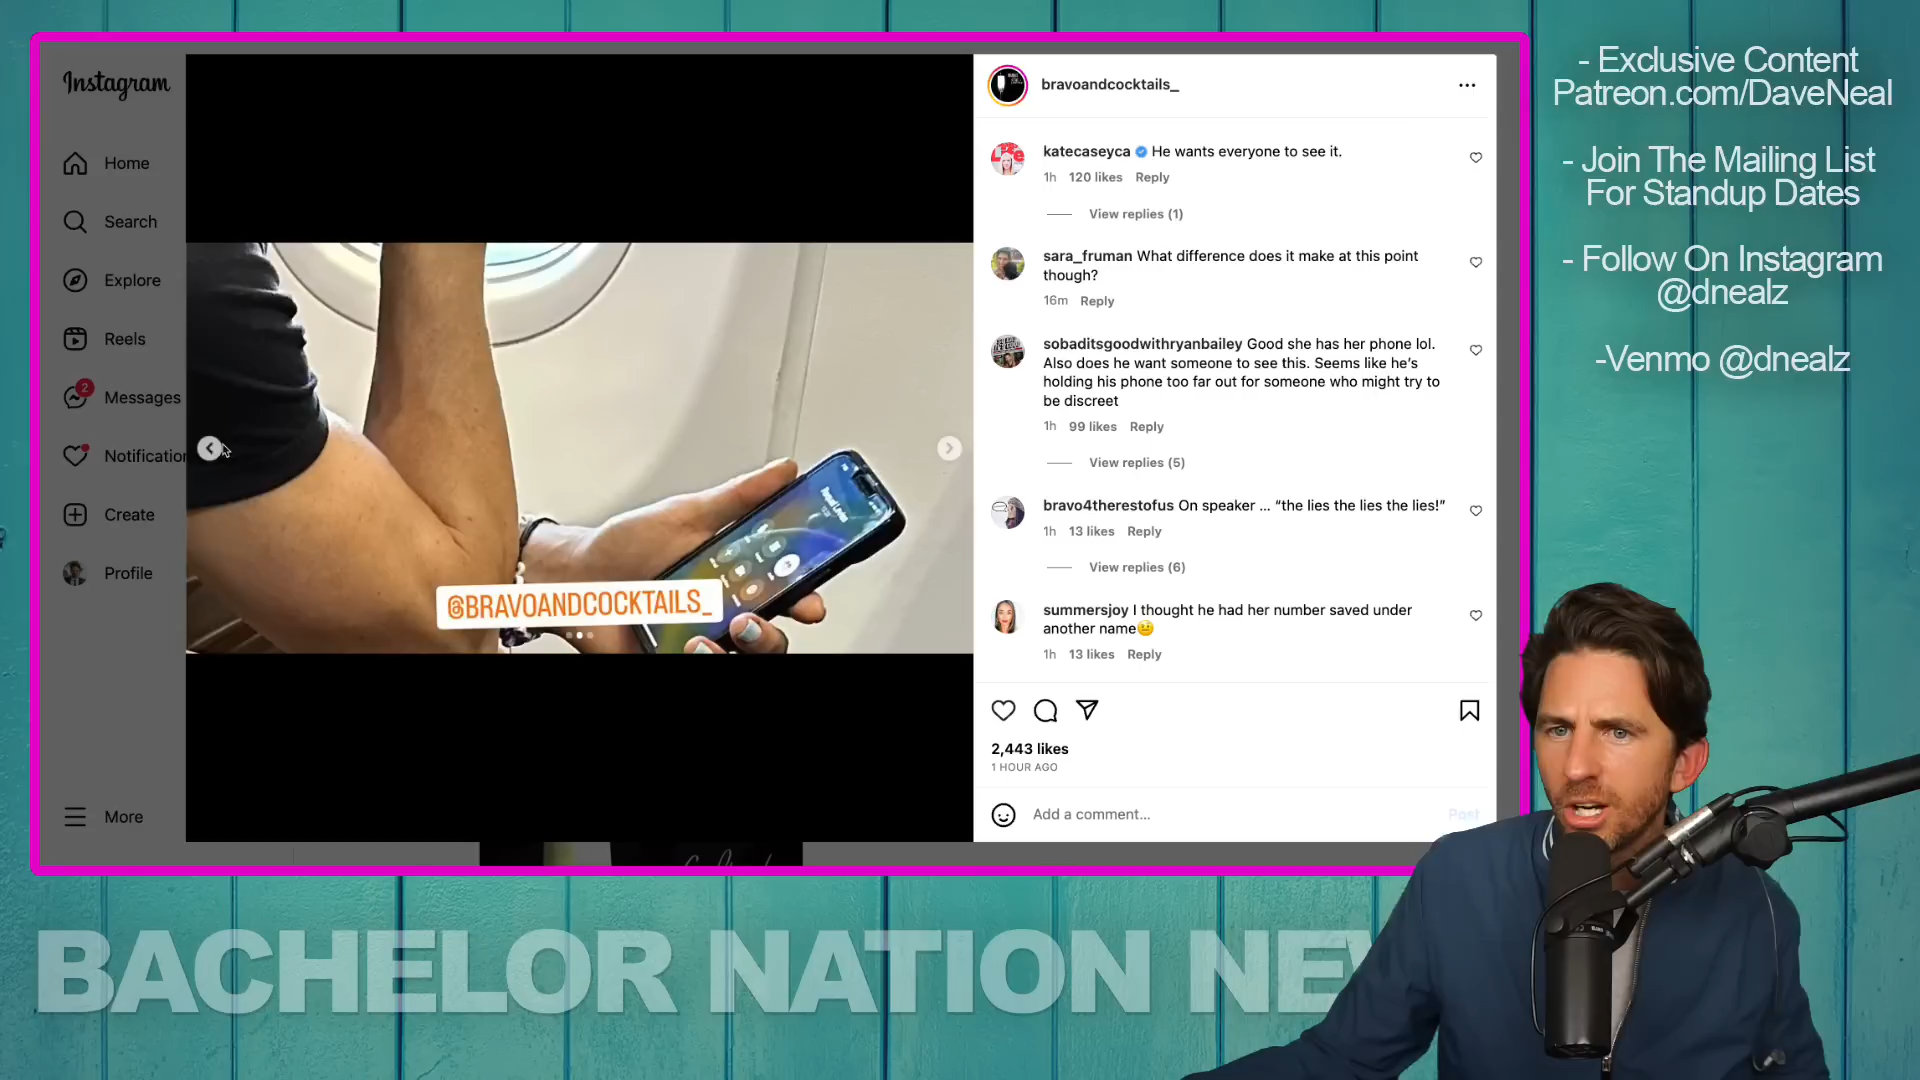 Instagram
Home
Search
Explore
Reels
2
Messages
Notification
Create
Profile
More
@BRAVOANDCOCKTAILS_
bravoandcocktails_
katecaseyca He wants everyone to see it.
1h 120 likes Reply
View replies (1)
sara_fruman What difference does it make at this point
though?
16m Reply
sobaditsgoodwithryanbailey Good she has her phone lol.
Also does he want someone to see this. Seems like he's
holding his phone too far out for someone who might try to
be discreet
1h 99 likes Reply
View replies (5)
bravo4therestofus On speaker ... “the lies the lies the lies!”
1h 13 likes Reply
View replies (6)
summersjoy I thought he had her number saved under
another name😐
1h 13 likes Reply
2,443 likes
1 HOUR AGO
Add a comment...
Post
- Exclusive Content
Patreon.com/DaveNeal
- Join The Mailing List
For Standup Dates
- Follow On Instagram
@dnealz
-Venmo @dnealz
BACHELOR NATION NE